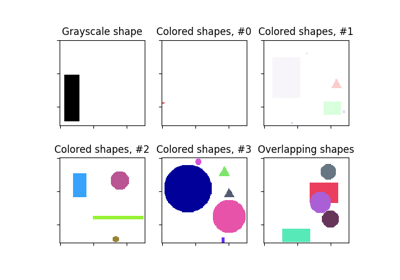 Grayscale shape
Colored shapes, #0
Colored shapes, #1
Colored shapes, #2
Colored shapes, #3
Overlapping shapes